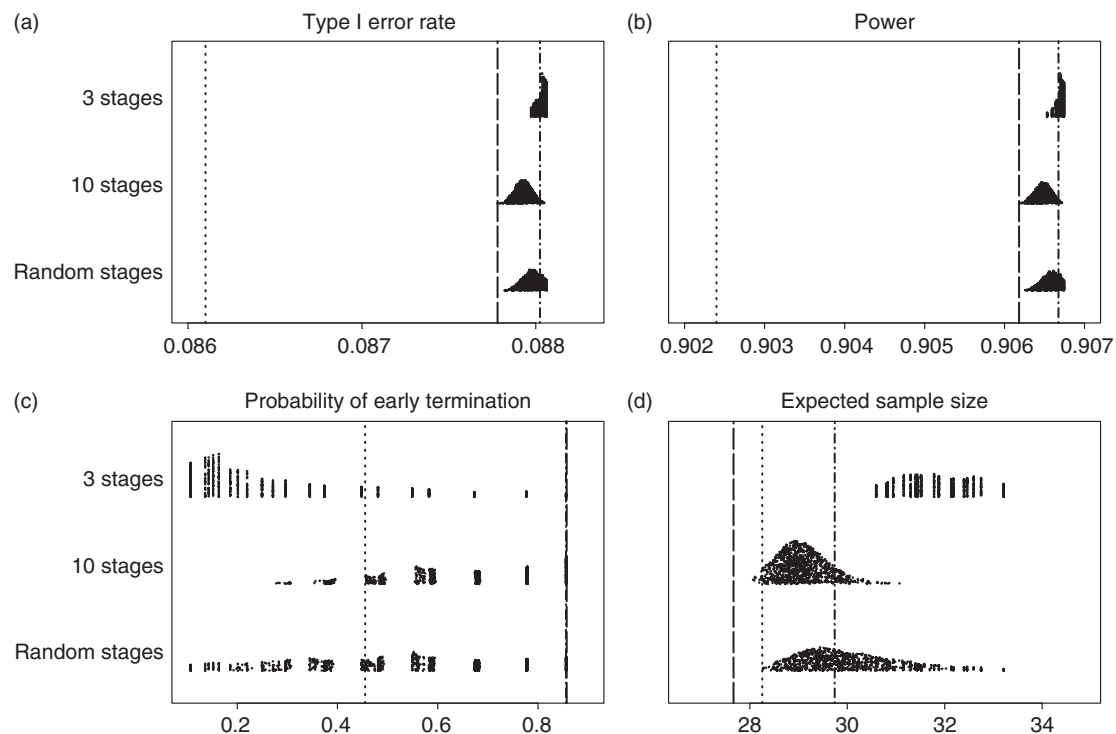 (a) Type I error rate
3 stages
10 stages
Random stages
0.086 0.087 0.088
(b) Power
0.902 0.903 0.904 0.905 0.906 0.907
(c) Probability of early termination
3 stages
10 stages
Random stages
0.2 0.4 0.6 0.8
(d) Expected sample size
28 30 32 34